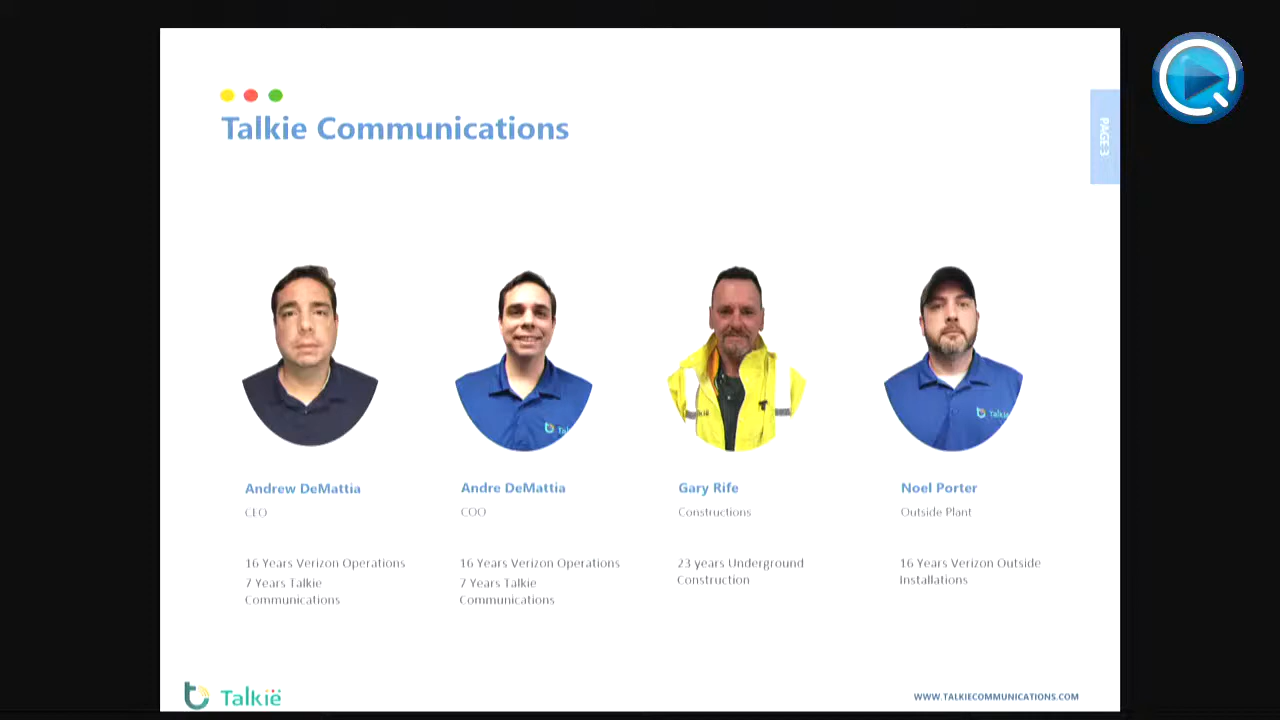 Talkie Communications
PAGE 3
Andrew DeMattia
CEO
16 Years Verizon Operations
7 Years Talkie
Communications
Andre DeMattia
COO
16 Years Verizon Operations
7 Years Talkie
Communications
Gary Rife
Constructions
23 years Underground
Construction
Noel Porter
Outside Plant
16 Years Verizon Outside
Installations
Talkie
WWW.TALKIECOMMUNICATIONS.COM